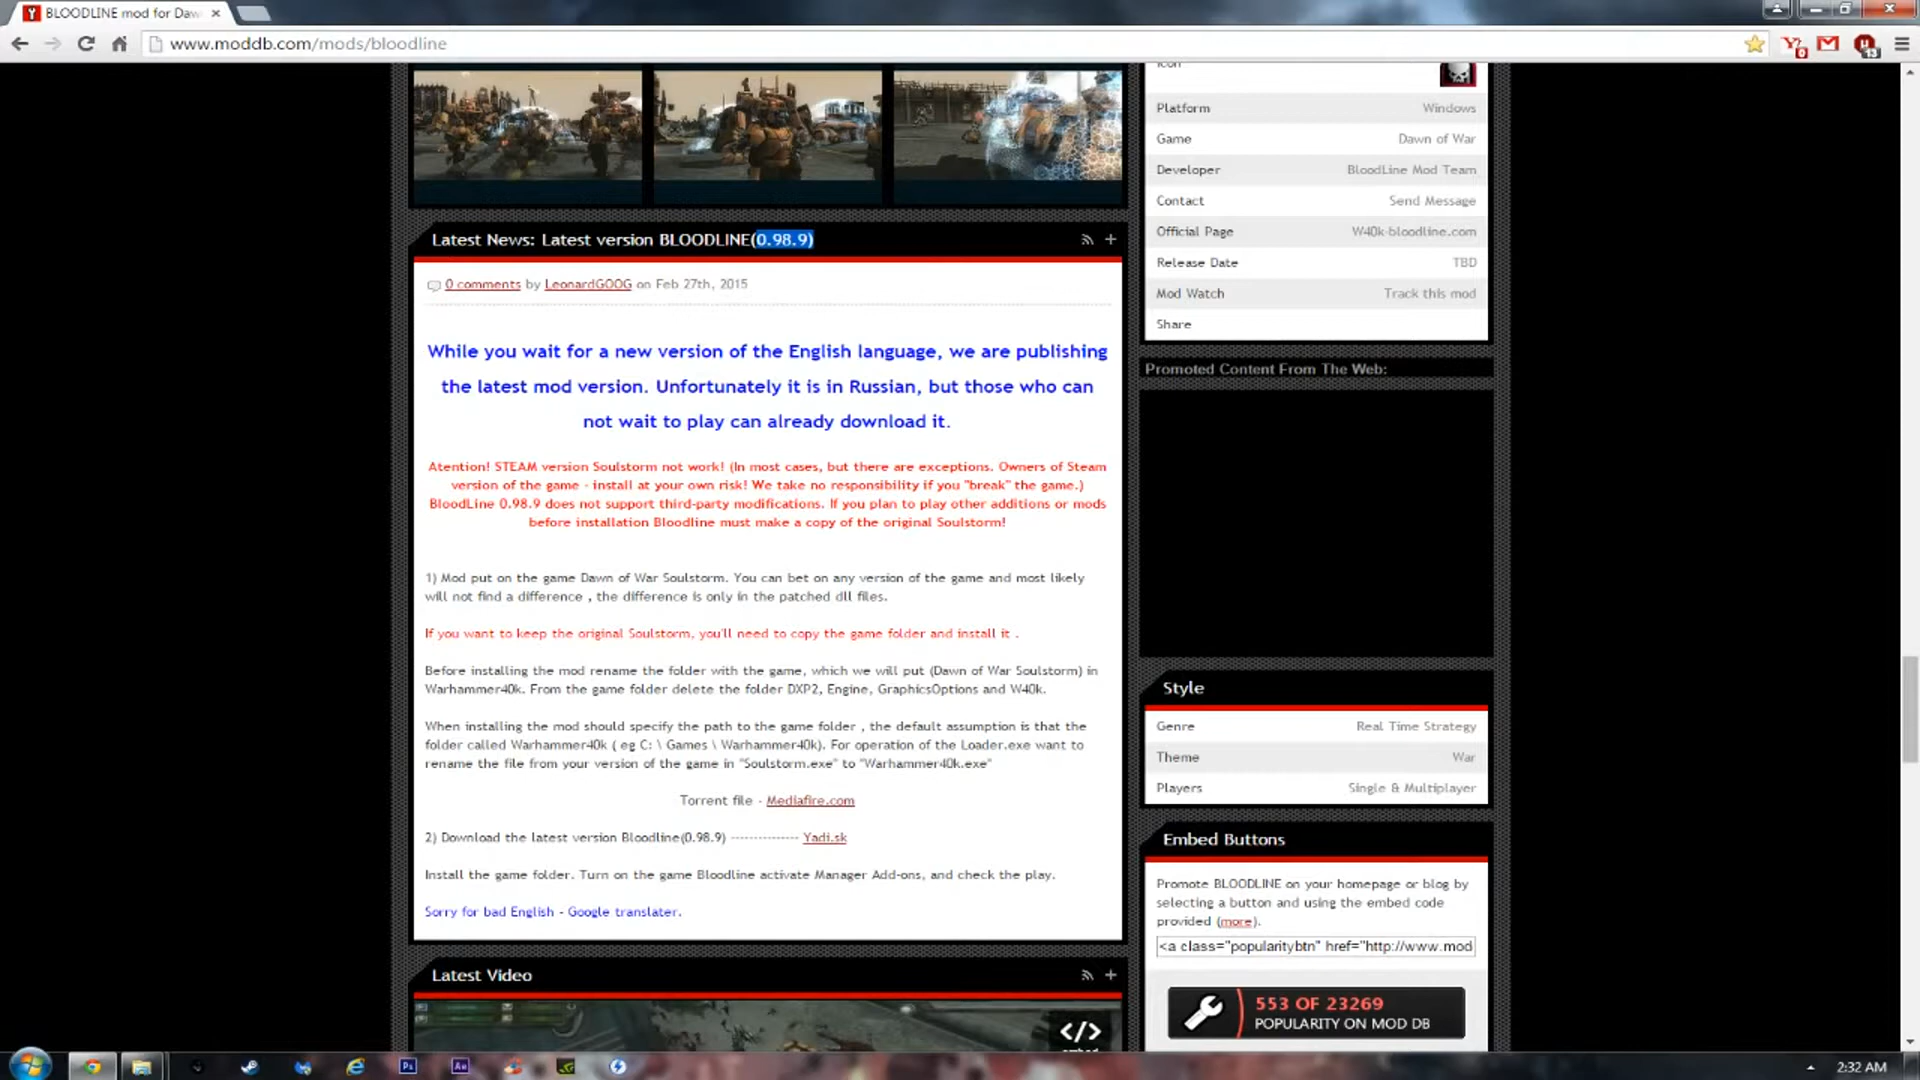 BLOODLINE mod for Daw
www.moddb.com/mods/bloodline
Latest News: Latest version BLOODLINE(0.98.9)
0 comments by LeonardGOOG on Feb 27th, 2015
While you wait for a new version of the English language, we are publishing
the latest mod version. Unfortunately it is in Russian, but those who can
not wait to play can already download it.
Atention! STEAM version Soulstorm not work! (In most cases, but there are exceptions. Owners of Steam
version of the game - install at your own risk! We take no responsibility if you "break" the game.)
BloodLine 0.98.9 does not support third-party modifications. If you plan to play other additions or mods
before installation Bloodline must make a copy of the original Soulstorm!
1) Mod put on the game Dawn of War Soulstorm. You can bet on any version of the game and most likely
will not find a difference , the difference is only in the patched dll files.
If you want to keep the original Soulstorm, you'll need to copy the game folder and install it .
Before installing the mod rename the folder with the game, which we will put (Dawn of War Soulstorm) in
Warhammer40k. From the game folder delete the folder DXP2, Engine, GraphicsOptions and W40k.
When installing the mod should specify the path to the game folder , the default assumption is that the
folder called Warhammer40k ( eg C: \ Games \ Warhammer40k). For operation of the Loader.exe want to
rename the file from your version of the game in "Soulstorm.exe" to "Warhammer40k.exe"
Torrent file - Mediafire.com
2) Download the latest version Bloodline(0.98.9) -------------- Yadi.sk
Install the game folder. Turn on the game Bloodline activate Manager Add-ons, and check the play.
Sorry for bad English - Google translater.
Latest Video
</>
Icon
Platform Windows
Game Dawn of War
Developer BloodLine Mod Team
Contact Send Message
Official Page W40k-bloodline.com
Release Date TBD
Mod Watch Track this mod
Share
Promoted Content From The Web:
Style
Genre Real Time Strategy
Theme War
Players Single & Multiplayer
Embed Buttons
Promote BLOODLINE on your homepage or blog by
selecting a button and using the embed code
provided (more).
<a class="popularitybtn" href="http://www.mod
553 OF 23269
POPULARITY ON MOD DB
Ps
Ae
2:32 AM